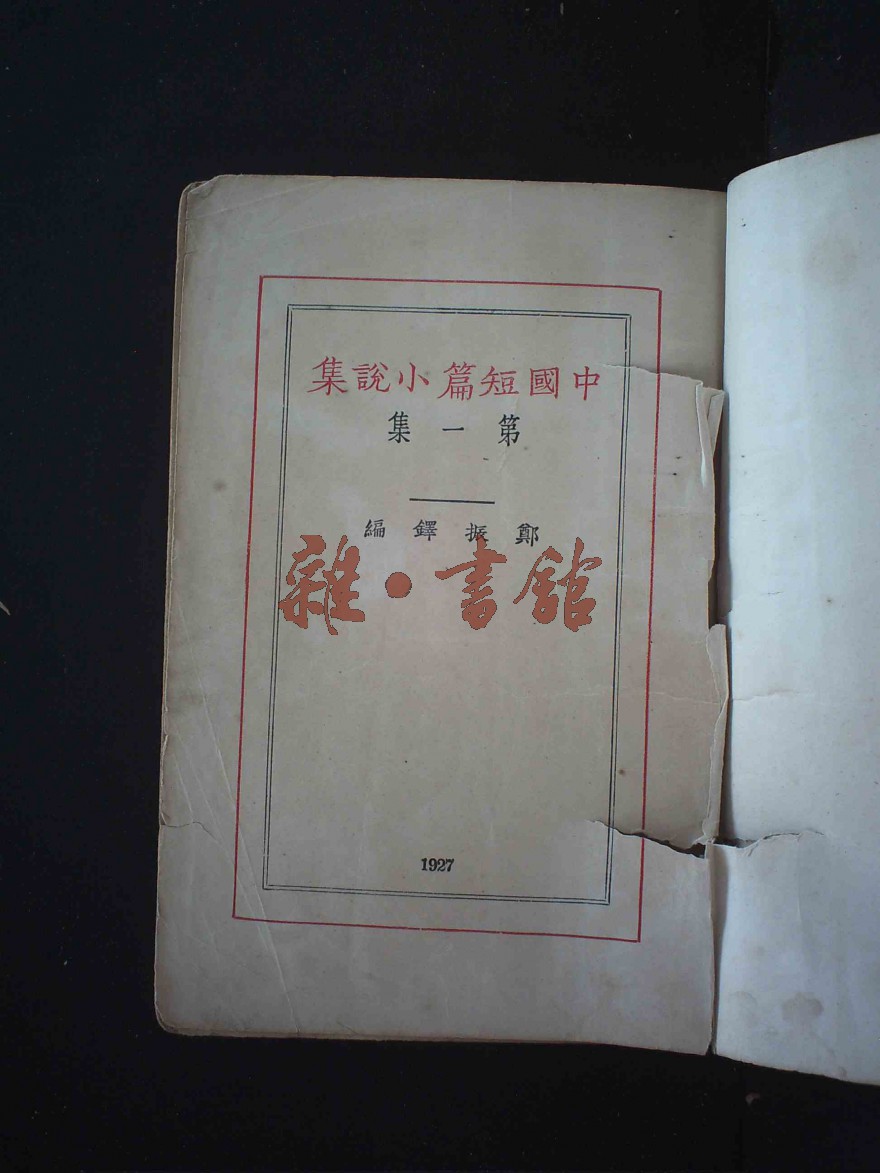 中國短篇小說集
第一集
鄭振鐸編
雜·書館
1927